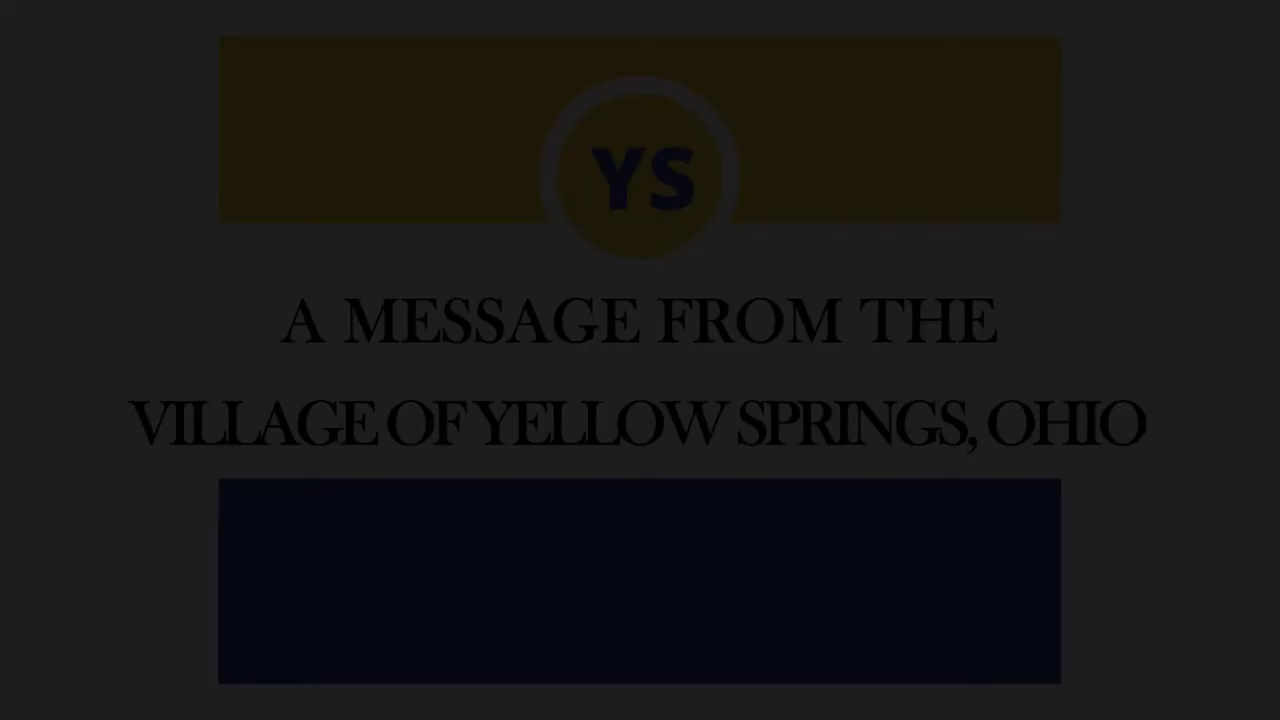 YS
A MESSAGE FROM THE
VILLAGE OF YELLOW SPRINGS, OHIO